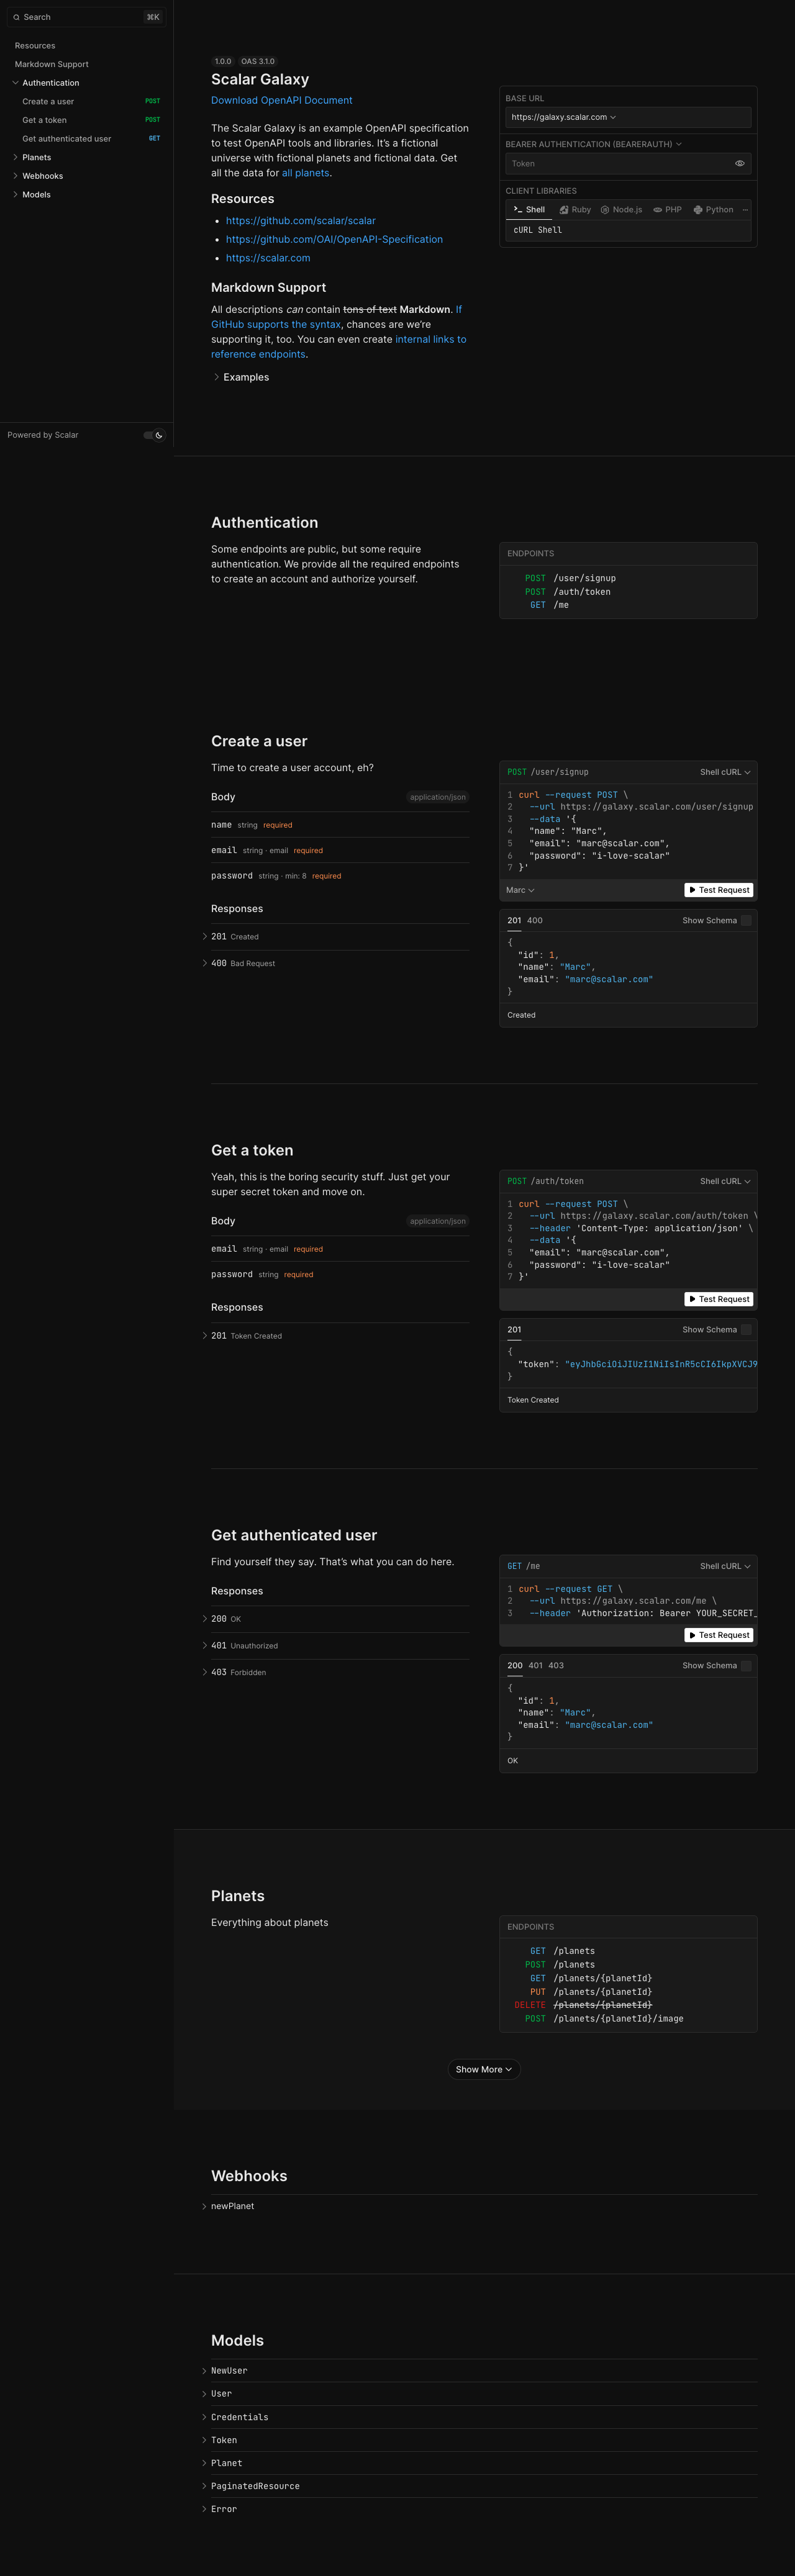 Search
⌘K
Resources
Markdown Support
Authentication
Create a user POST
Get a token POST
Get authenticated user GET
Planets
Webhooks
Models
Powered by Scalar
1.0.0 OAS 3.1.0
Scalar Galaxy
Download OpenAPI Document
The Scalar Galaxy is an example OpenAPI specification
to test OpenAPI tools and libraries. It’s a fictional
universe with fictional planets and fictional data. Get
all the data for all planets.
Resources
https://github.com/scalar/scalar
https://github.com/OAI/OpenAPI-Specification
https://scalar.com
Markdown Support
All descriptions can contain tons of text Markdown. If
GitHub supports the syntax, chances are we’re
supporting it, too. You can even create internal links to
reference endpoints.
Examples
BASE URL
https://galaxy.scalar.com
BEARER AUTHENTICATION (BEARERAUTH)
Token
CLIENT LIBRARIES
Shell Ruby Node.js PHP Python ...
cURL Shell
Authentication
Some endpoints are public, but some require
authentication. We provide all the required endpoints
to create an account and authorize yourself.
ENDPOINTS
POST /user/signup
POST /auth/token
GET /me
Create a user
Time to create a user account, eh?
Body application/json
name string required
email string · email required
password string · min: 8 required
Responses
201 Created
400 Bad Request
POST /user/signup Shell cURL
1 curl --request POST \
2 --url https://galaxy.scalar.com/user/signup
3 --data '{
4 "name": "Marc",
5 "email": "marc@scalar.com",
6 "password": "i-love-scalar"
7 }'
Marc Test Request
201 400 Show Schema
{
"id": 1,
"name": "Marc",
"email": "marc@scalar.com"
}
Created
Get a token
Yeah, this is the boring security stuff. Just get your
super secret token and move on.
Body application/json
email string · email required
password string required
Responses
201 Token Created
POST /auth/token Shell cURL
1 curl --request POST \
2 --url https://galaxy.scalar.com/auth/token \
3 --header 'Content-Type: application/json' \
4 --data '{
5 "email": "marc@scalar.com",
6 "password": "i-love-scalar"
7 }'
Test Request
201 Show Schema
{
"token": "eyJhbGciOiJIUzI1NiIsInR5cCI6IkpXVCJ9
}
Token Created
Get authenticated user
Find yourself they say. That’s what you can do here.
Responses
200 OK
401 Unauthorized
403 Forbidden
GET /me Shell cURL
1 curl --request GET \
2 --url https://galaxy.scalar.com/me \
3 --header 'Authorization: Bearer YOUR_SECRET_
Test Request
200 401 403 Show Schema
{
"id": 1,
"name": "Marc",
"email": "marc@scalar.com"
}
OK
Planets
Everything about planets
ENDPOINTS
GET /planets
POST /planets
GET /planets/{planetId}
PUT /planets/{planetId}
DELETE /planets/{planetId}
POST /planets/{planetId}/image
Show More
Webhooks
newPlanet
Models
NewUser
User
Credentials
Token
Planet
PaginatedResource
Error